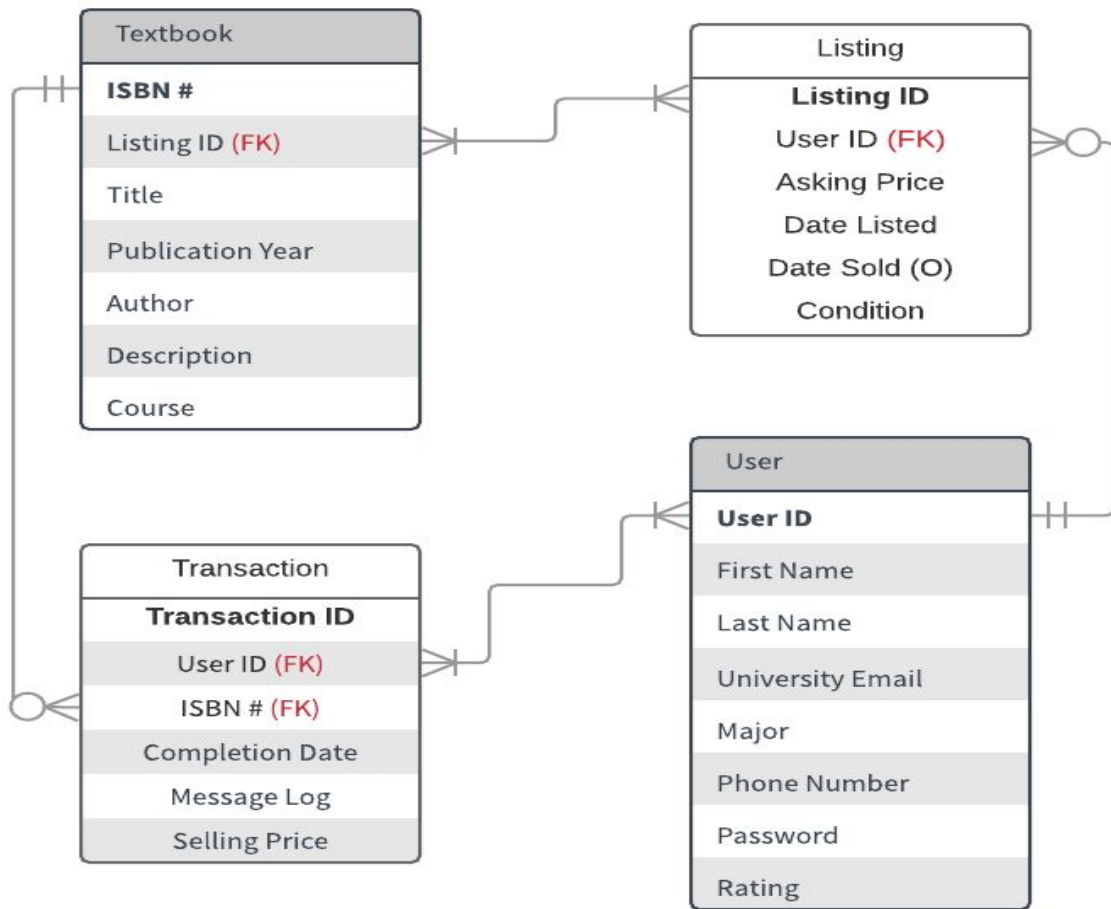 Textbook
ISBN #
Listing ID (FK)
Title
Publication Year
Author
Description
Course
Listing
Listing ID
User ID (FK)
Asking Price
Date Listed
Date Sold (O)
Condition
Transaction
Transaction ID
User ID (FK)
ISBN # (FK)
Completion Date
Message Log
Selling Price
User
User ID
First Name
Last Name
University Email
Major
Phone Number
Password
Rating